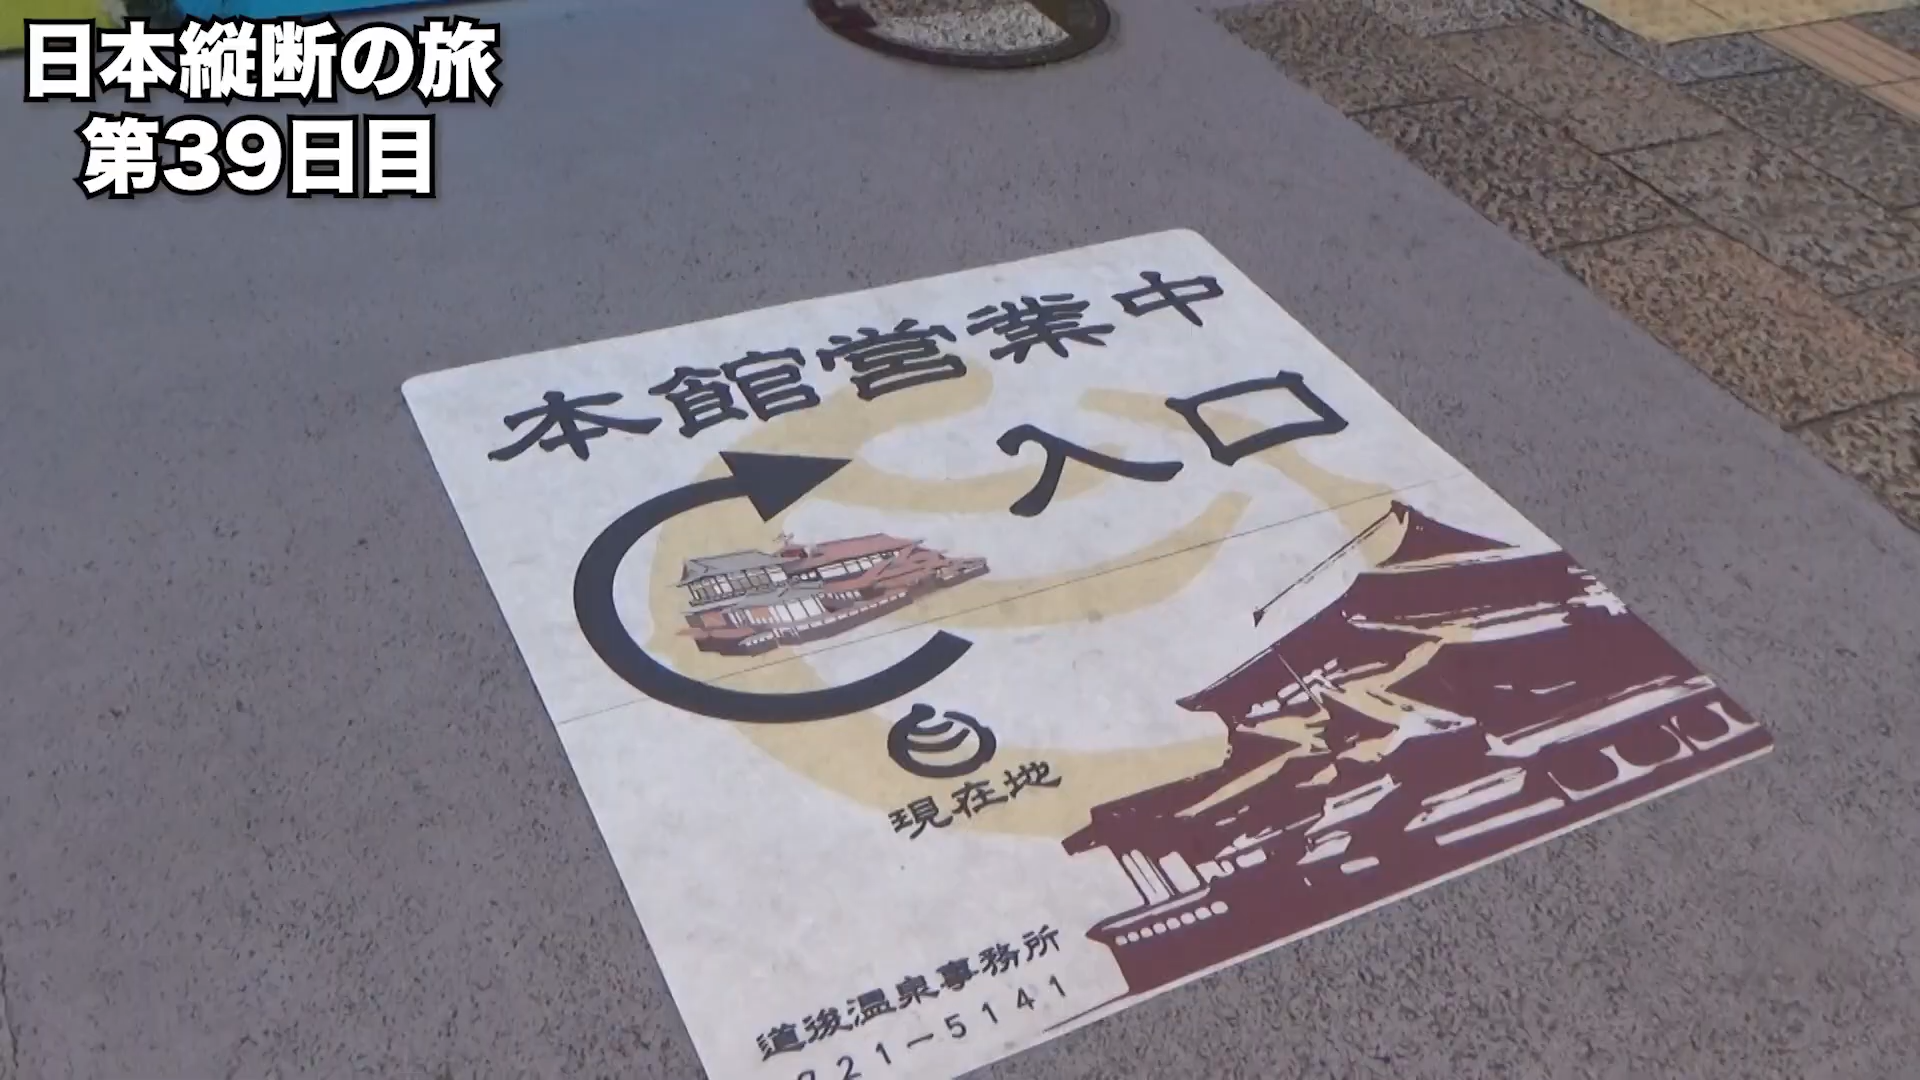 日本縦断の旅
第39日目
本館営業中
入口
現在地
道後温泉事務所
21-5141